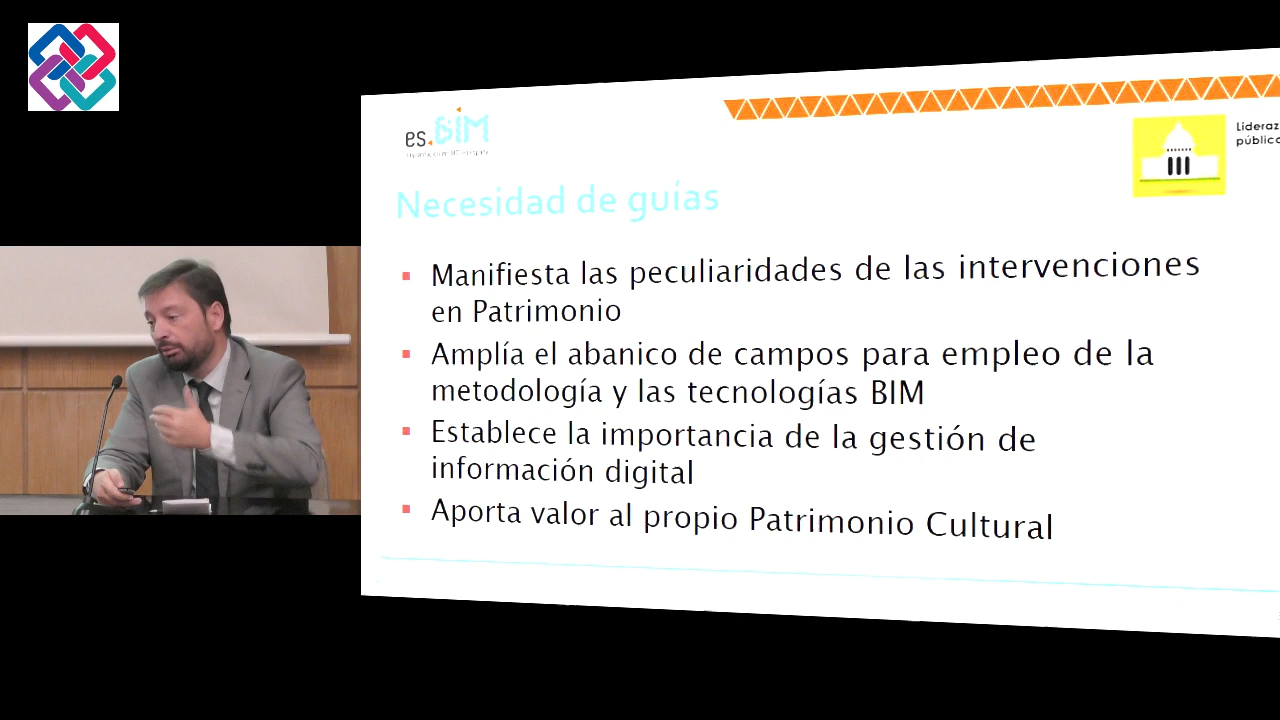 es.BIM
Lideraz
público
Necesidad de guías
Manifiesta las peculiaridades de las intervenciones
en Patrimonio
Amplía el abanico de campos para empleo de la
metodología y las tecnologías BIM
Establece la importancia de la gestión de
información digital
Aporta valor al propio Patrimonio Cultural